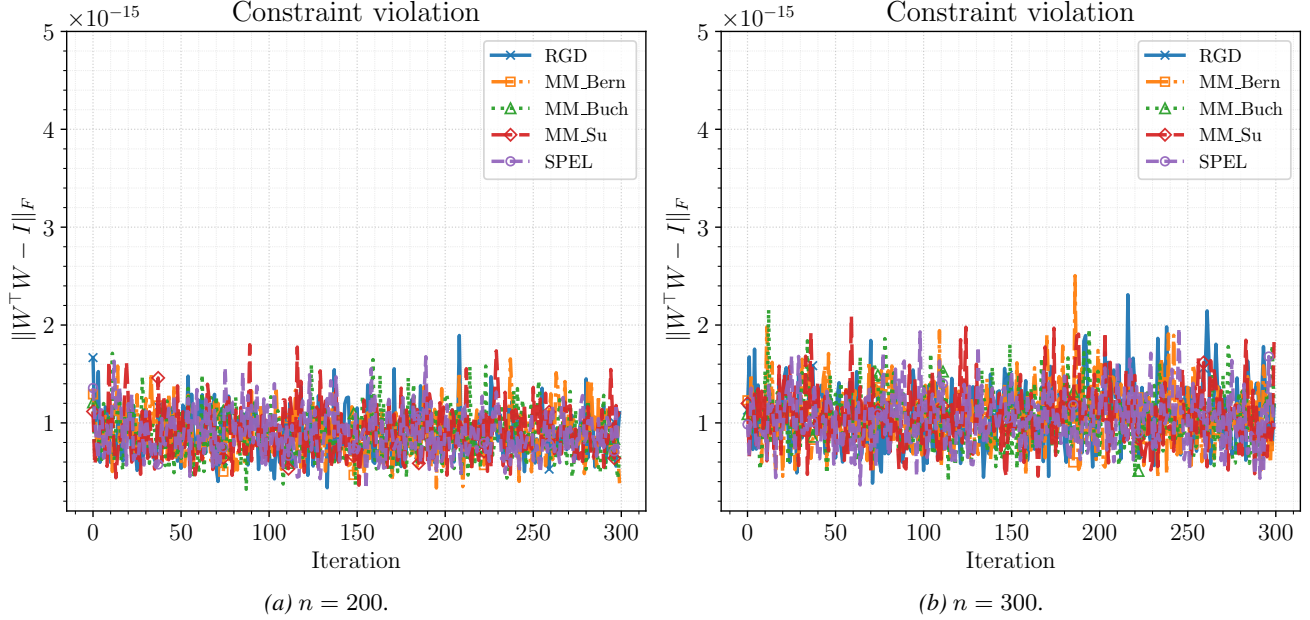 Constraint violation
×10⁻¹⁵
5
4
3
2
1
‖W⊤W − I‖_F
RGD
MM_Bern
MM_Buch
MM_Su
SPEL
0 50 100 150 200 250 300
Iteration
(a) n = 200.
Constraint violation
×10⁻¹⁵
5
4
3
2
1
‖W⊤W − I‖_F
RGD
MM_Bern
MM_Buch
MM_Su
SPEL
0 50 100 150 200 250 300
Iteration
(b) n = 300.